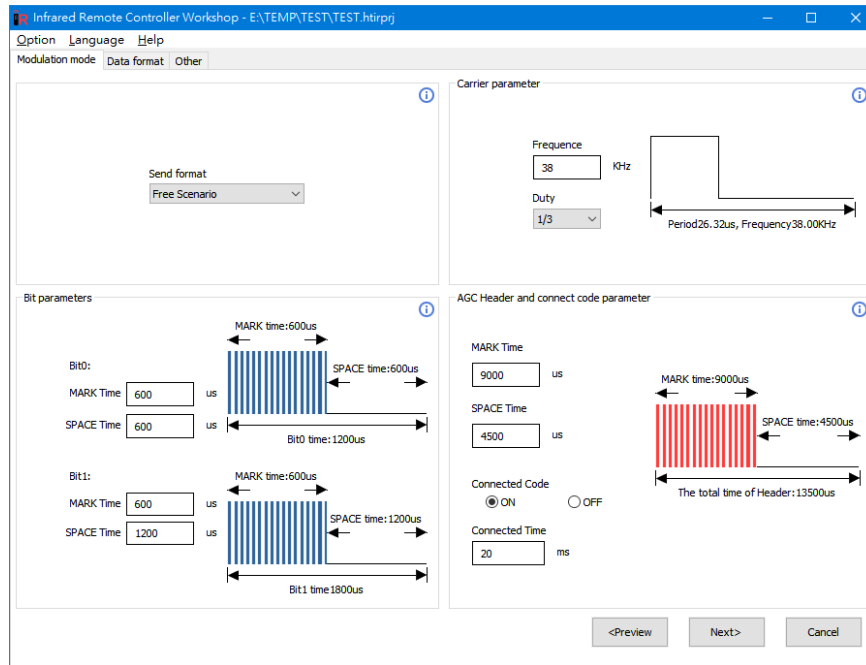 Infrared Remote Controller Workshop - E:\TEMP\TEST\TEST.htirprj
Option Language Help
Modulation mode Data format Other
Send format
Free Scenario
Carrier parameter
Frequence
38 KHz
Duty
1/3
Period26.32us, Frequency38.00KHz
Bit parameters
MARK time:600us
Bit0:
SPACE time:600us
MARK Time 600 us
SPACE Time 600 us
Bit0 time:1200us
Bit1:
MARK time:600us
MARK Time 600 us
SPACE time:1200us
SPACE Time 1200 us
Bit1 time1800us
AGC Header and connect code parameter
MARK Time
9000 us
MARK time:9000us
SPACE Time
SPACE time:4500us
4500 us
Connected Code
The total time of Header:13500us
ON OFF
Connected Time
20 ms
<Preview Next> Cancel